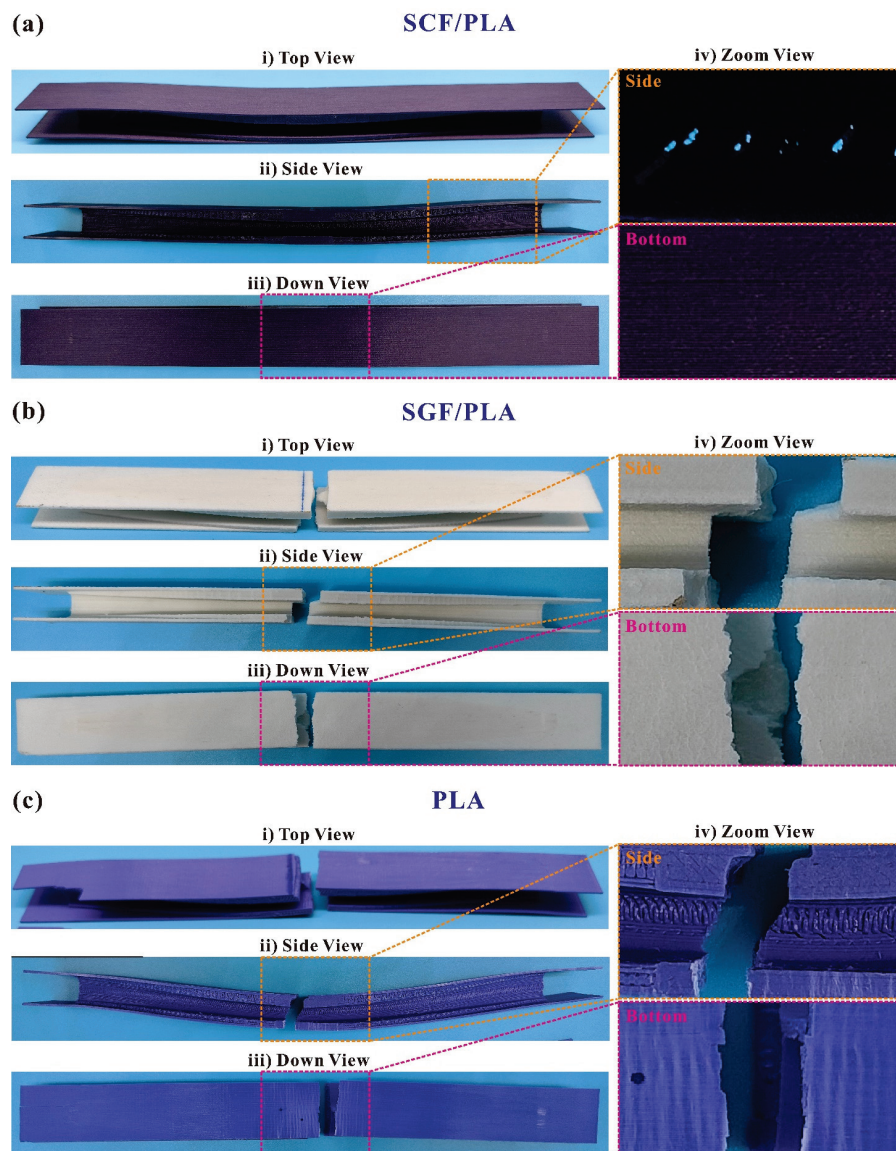 (a)
SCF/PLA
i) Top View
iv) Zoom View
Side
ii) Side View
Bottom
iii) Down View
(b)
SGF/PLA
i) Top View
iv) Zoom View
Side
ii) Side View
Bottom
iii) Down View
(c)
PLA
i) Top View
iv) Zoom View
Side
ii) Side View
Bottom
iii) Down View